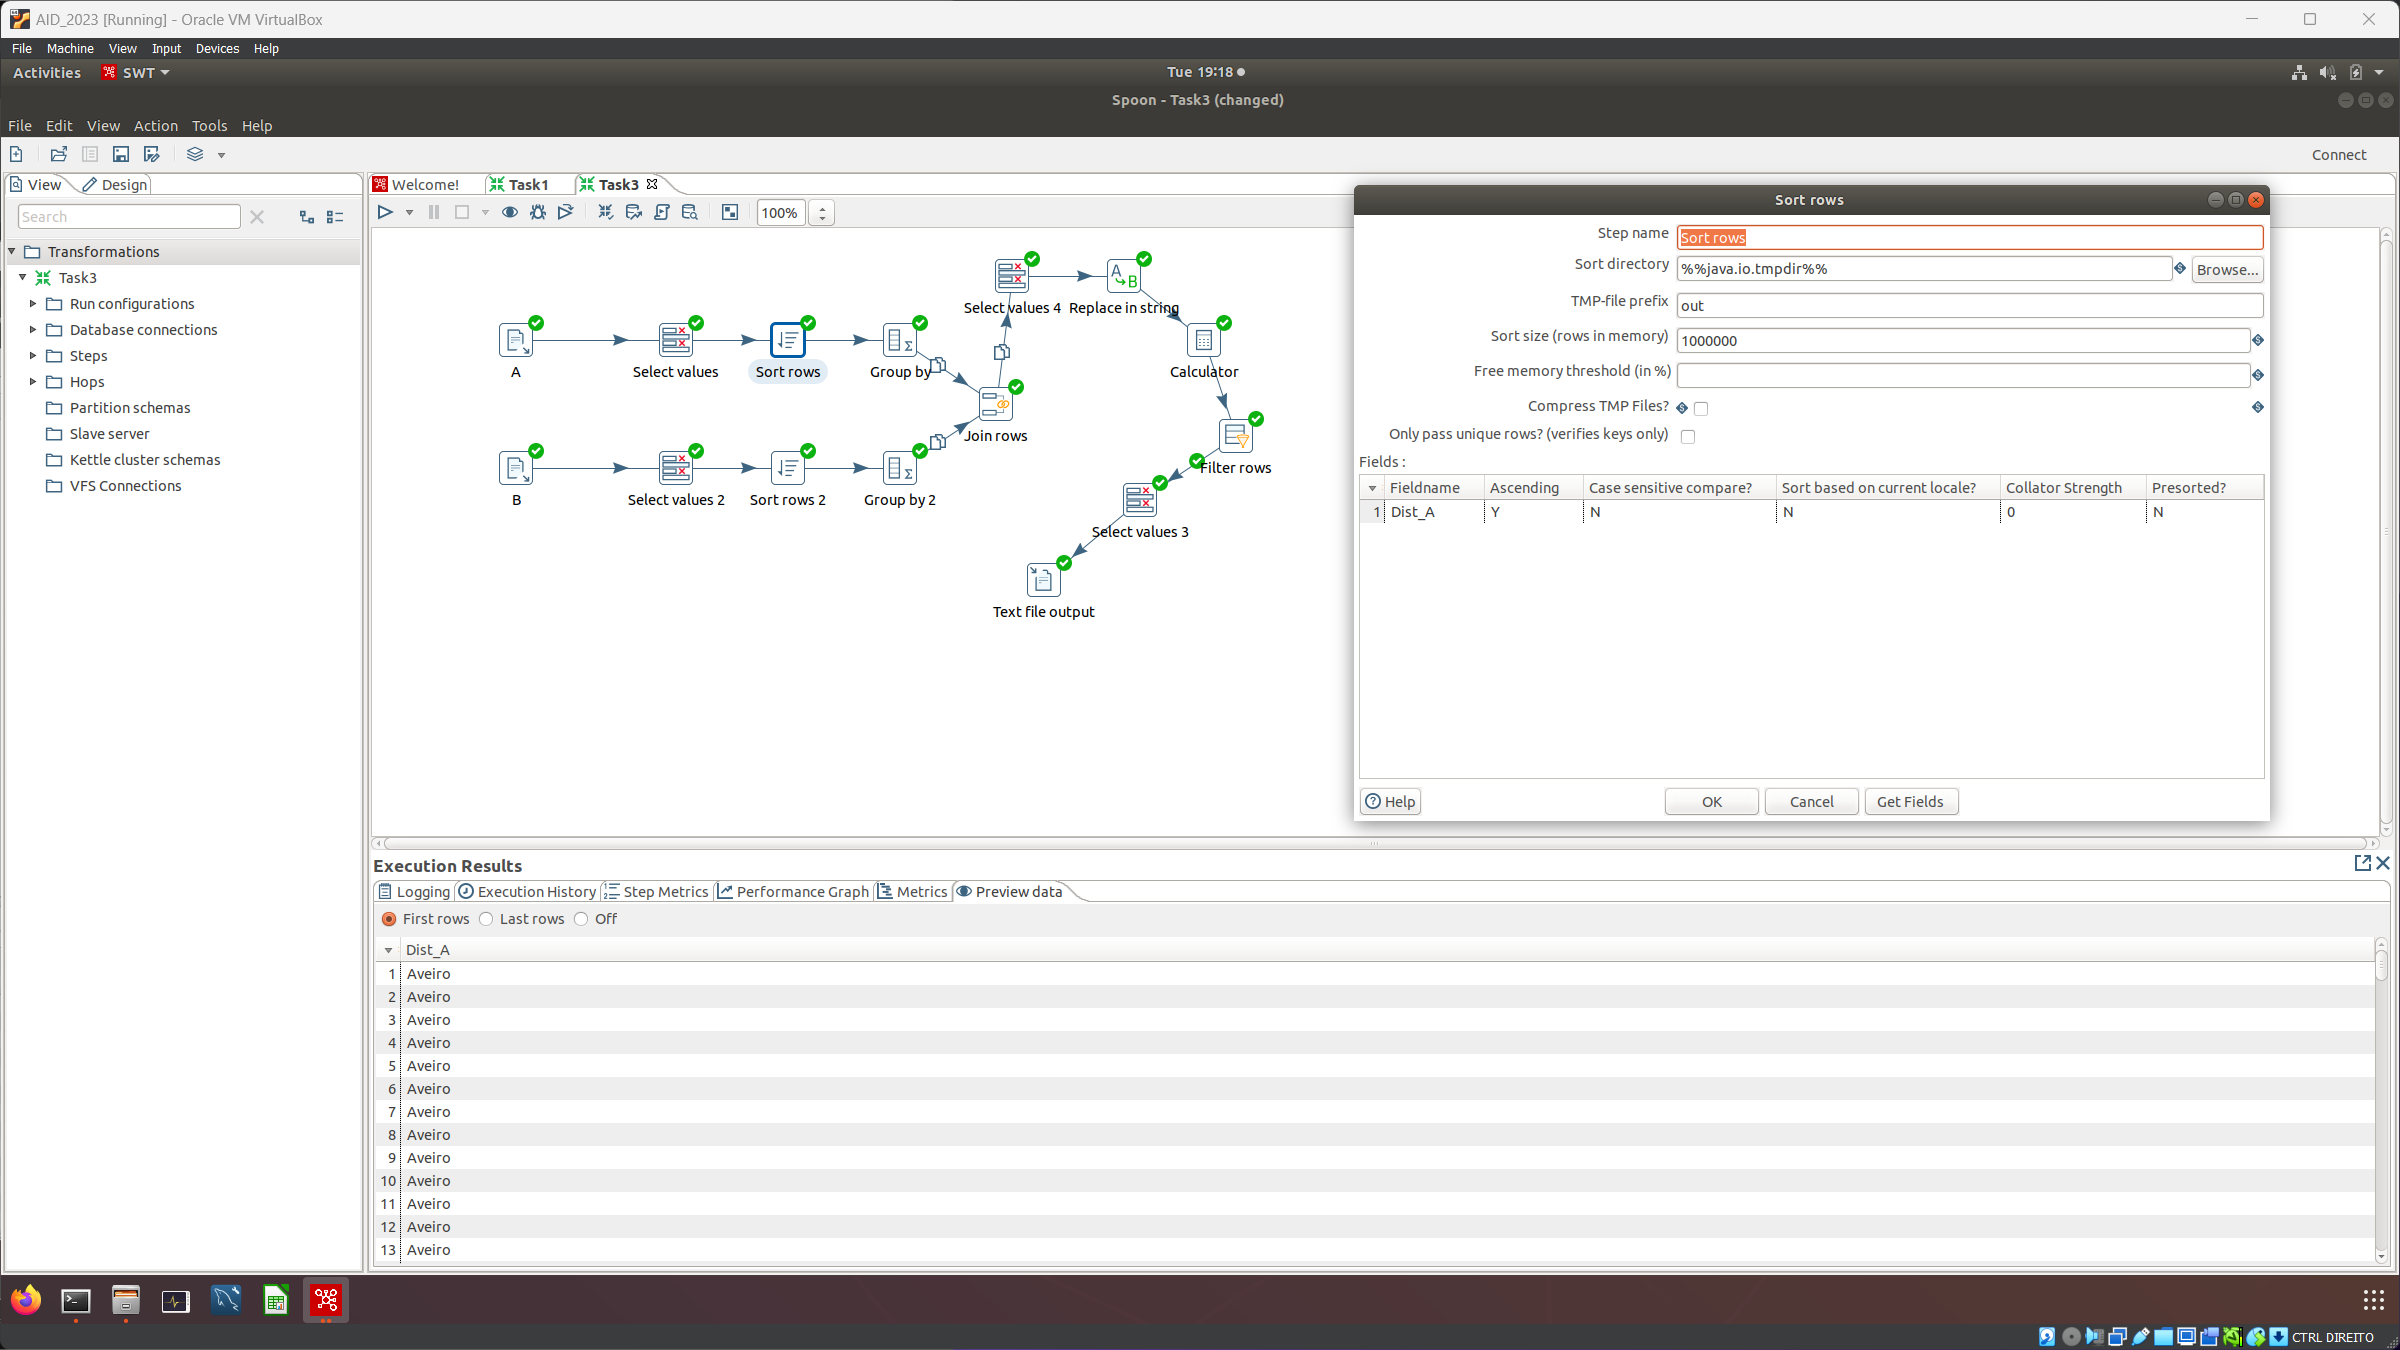 AID_2023 [Running] - Oracle VM VirtualBox
File Machine View Input Devices Help
Activities SWT Tue 19:18
Spoon - Task3 (changed)
File Edit View Action Tools Help
Connect
View Design
Welcome! Task1 Task3
Search
100%
Transformations
Task3
Run configurations
Database connections
Steps
Hops
Partition schemas
Slave server
Kettle cluster schemas
VFS Connections
Select values 4 Replace in string
A Select values Sort rows Group by Calculator
Join rows
Filter rows
B Select values 2 Sort rows 2 Group by 2
Select values 3
Text file output
Sort rows
Step name Sort rows
Sort directory %%java.io.tmpdir%% Browse...
TMP-file prefix out
Sort size (rows in memory) 1000000
Free memory threshold (in %)
Compress TMP Files?
Only pass unique rows? (verifies keys only)
Fields :
Fieldname Ascending Case sensitive compare? Sort based on current locale? Collator Strength Presorted?
1 Dist_A Y N N 0 N
Help OK Cancel Get Fields
Execution Results
Logging Execution History Step Metrics Performance Graph Metrics Preview data
First rows Last rows Off
Dist_A
1 Aveiro
2 Aveiro
3 Aveiro
4 Aveiro
5 Aveiro
6 Aveiro
7 Aveiro
8 Aveiro
9 Aveiro
10 Aveiro
11 Aveiro
12 Aveiro
13 Aveiro
CTRL DIREITO